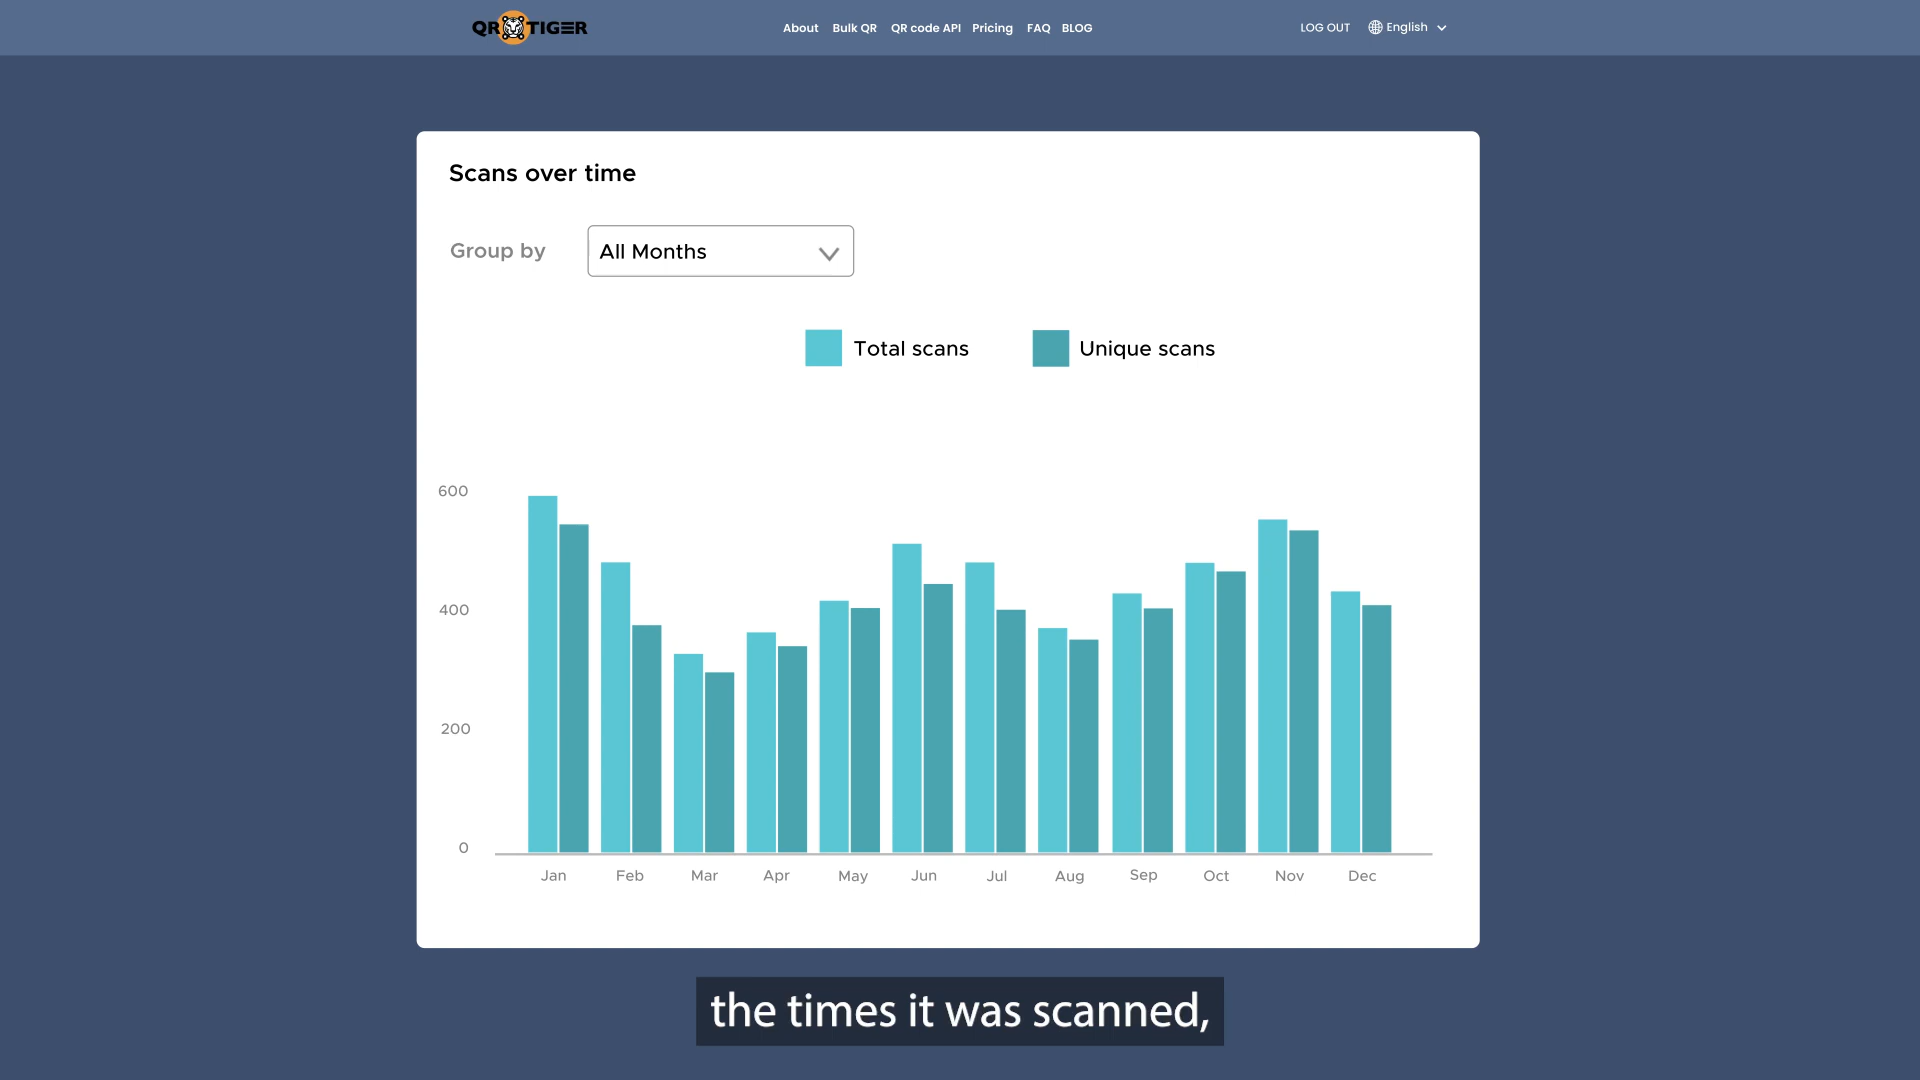 QR TIGER
About Bulk QR QR code API Pricing FAQ BLOG
LOG OUT English
Scans over time
Group by All Months
Total scans Unique scans
600
400
200
0
Jan Feb Mar Apr May Jun Jul Aug Sep Oct Nov Dec
the times it was scanned,